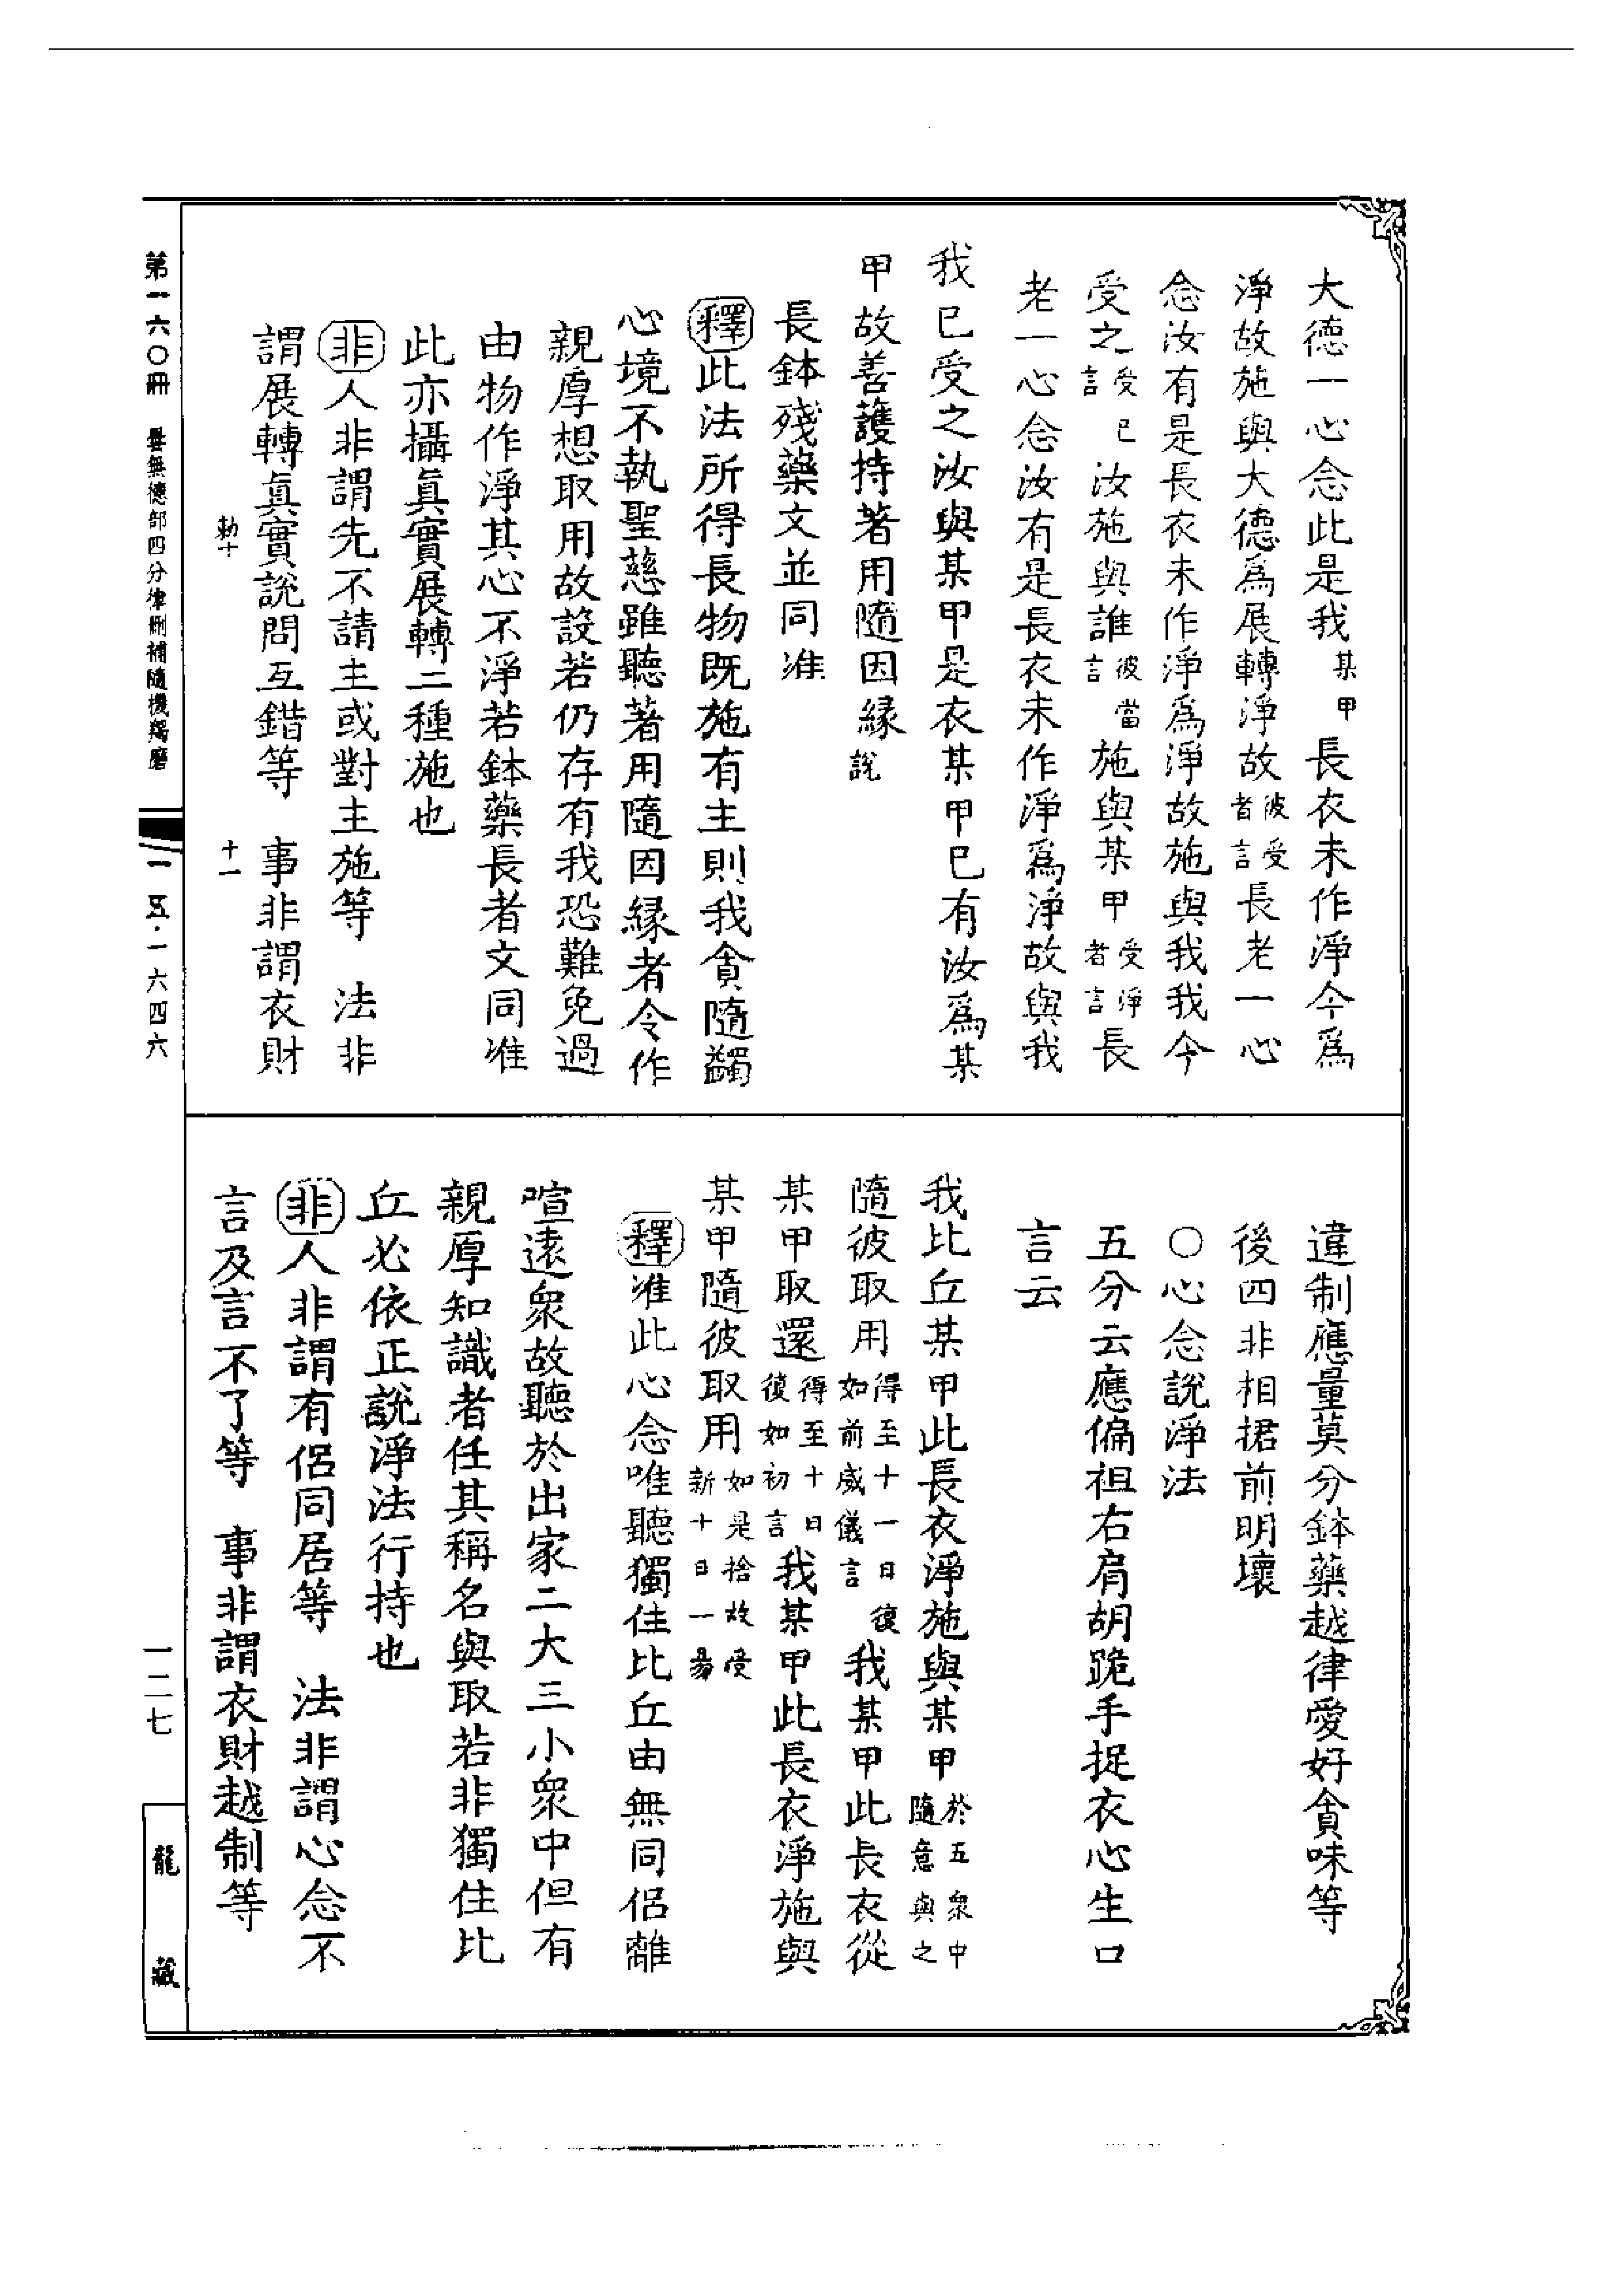 大德一心念此是我某甲長衣未作淨今爲
淨故施與大德爲展轉淨故彼受者言長老一心
念汝有是長衣未作淨爲淨故施與我我今
受之受已言汝施與誰彼當言施與某甲受淨者言長
老一心念汝有是長衣未作淨爲淨故與我
我已受之汝與某甲是衣某甲已有汝爲某
甲故善護持著用隨因緣說
長鉢殘藥文並同准
釋此法所得長物既施有主則我貪隨蠲
心境不執聖慈雖聽著用隨因緣者令作
親厚想取用故設若仍存有我恐難免過
由物作淨其心不淨若鉢藥長者文同准
此亦攝眞實展轉二種施也
非人非謂先不請主或對主施等　法非
謂展轉眞實說問互錯等　事非謂衣財
勅十　十一
違制應量莫分鉢藥越律愛好貪味等
後四非相捃前明壞
○心念說淨法
五分云應偏袒右肩胡跪手捉衣心生口
言云
我比丘某甲此長衣淨施與某甲於五衆中隨意與之
隨彼取用得至十一日復如前威儀言我某甲此長衣從
某甲取還得至十日復如初言我某甲此長衣淨施與
某甲隨彼取用如是捨故受新十日一易
釋准此心念唯聽獨住比丘由無同侶離
喧遠衆故聽於出家二大三小衆中但有
親厚知識者任其稱名與取若非獨住比
丘必依正說淨法行持也
非人非謂有侶同居等　法非謂心念不
言及言不了等　事非謂衣財越制等
第一六〇冊　曇無德部四分律刪補隨機羯磨
一五·一六四六
一二七
龍藏